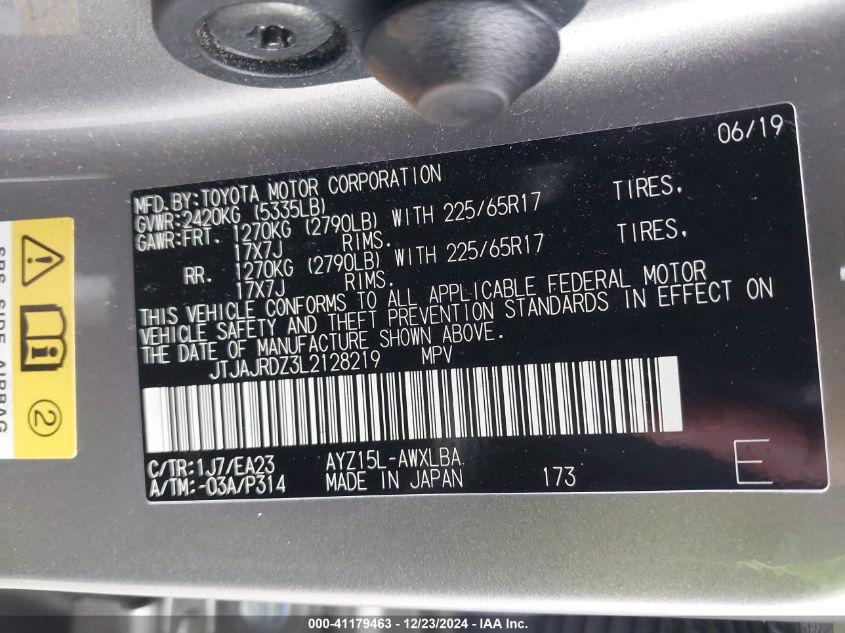 06/19
MFD. BY: TOYOTA MOTOR CORPORATION
GVWR: 2420KG (5335LB)
GAWR: FRT. 1270KG (2790LB) WITH 225/65R17 TIRES,
17X7J RIMS.
RR. 1270KG (2790LB) WITH 225/65R17 TIRES,
17X7J RIMS.
THIS VEHICLE CONFORMS TO ALL APPLICABLE FEDERAL MOTOR
VEHICLE SAFETY AND THEFT PREVENTION STANDARDS IN EFFECT ON
THE DATE OF MANUFACTURE SHOWN ABOVE.
JTJAJRDZ3L2128219 MPV
C/TR: 1J7/EA23 AYZ15L-AWXLBA
A/TM: -03A/P314 MADE IN JAPAN 173 E
SRS SIDE AIRBAG
2
000-41179463 - 12/23/2024 - IAA Inc.